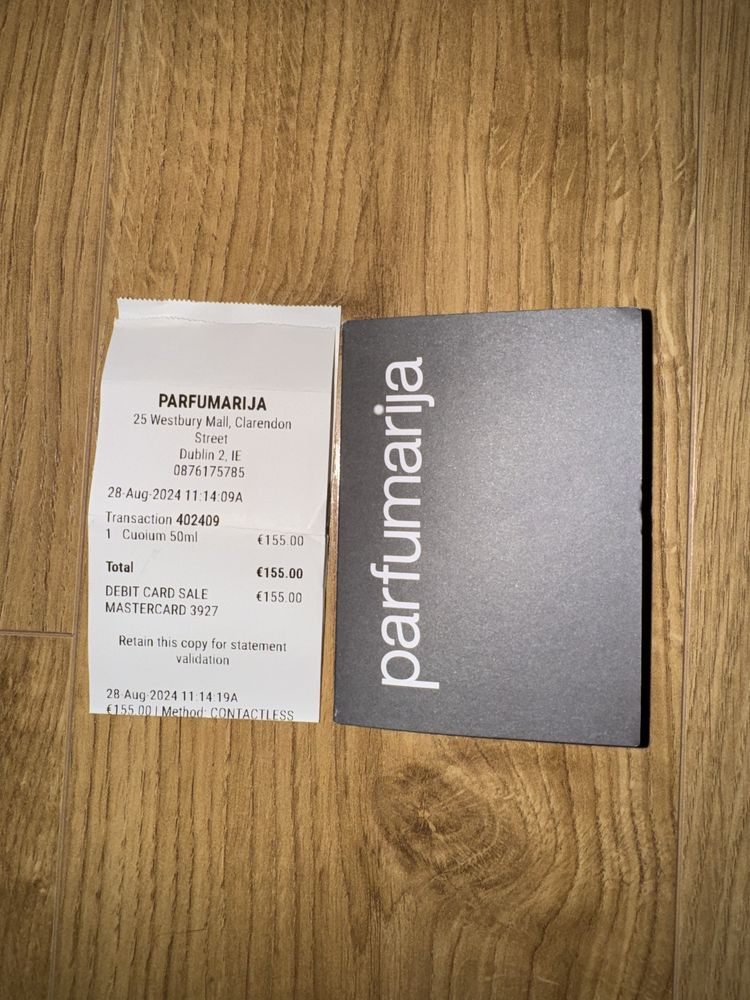 PARFUMARIJA
25 Westbury Mall, Clarendon
Street
Dublin 2, IE
0876175785
28-Aug-2024 11:14:09A
Transaction 402409
1 Cuoium 50ml €155.00
Total €155.00
DEBIT CARD SALE €155.00
MASTERCARD 3927
Retain this copy for statement
validation
28-Aug-2024 11:14:19A
€155.00 | Method: CONTACTLESS
parfumarija